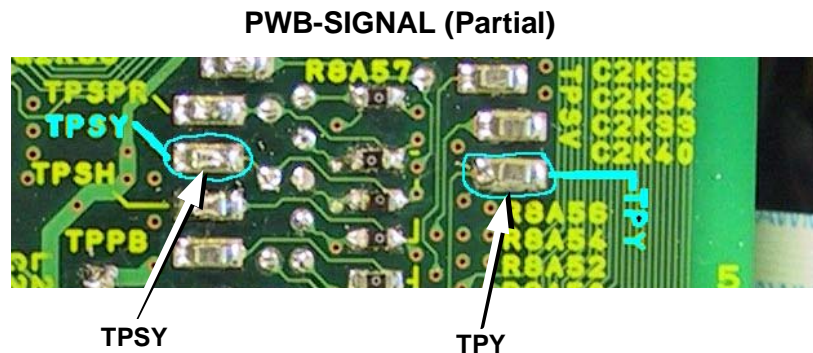 PWB-SIGNAL (Partial)
R8A57
TPSPR
TPSY
TPSH
TPPB
TPSV
C2K35
C2K34
C2K33
C2K40
TPY
R8A56
R8A54
R8A52
5
TPSY
TPY